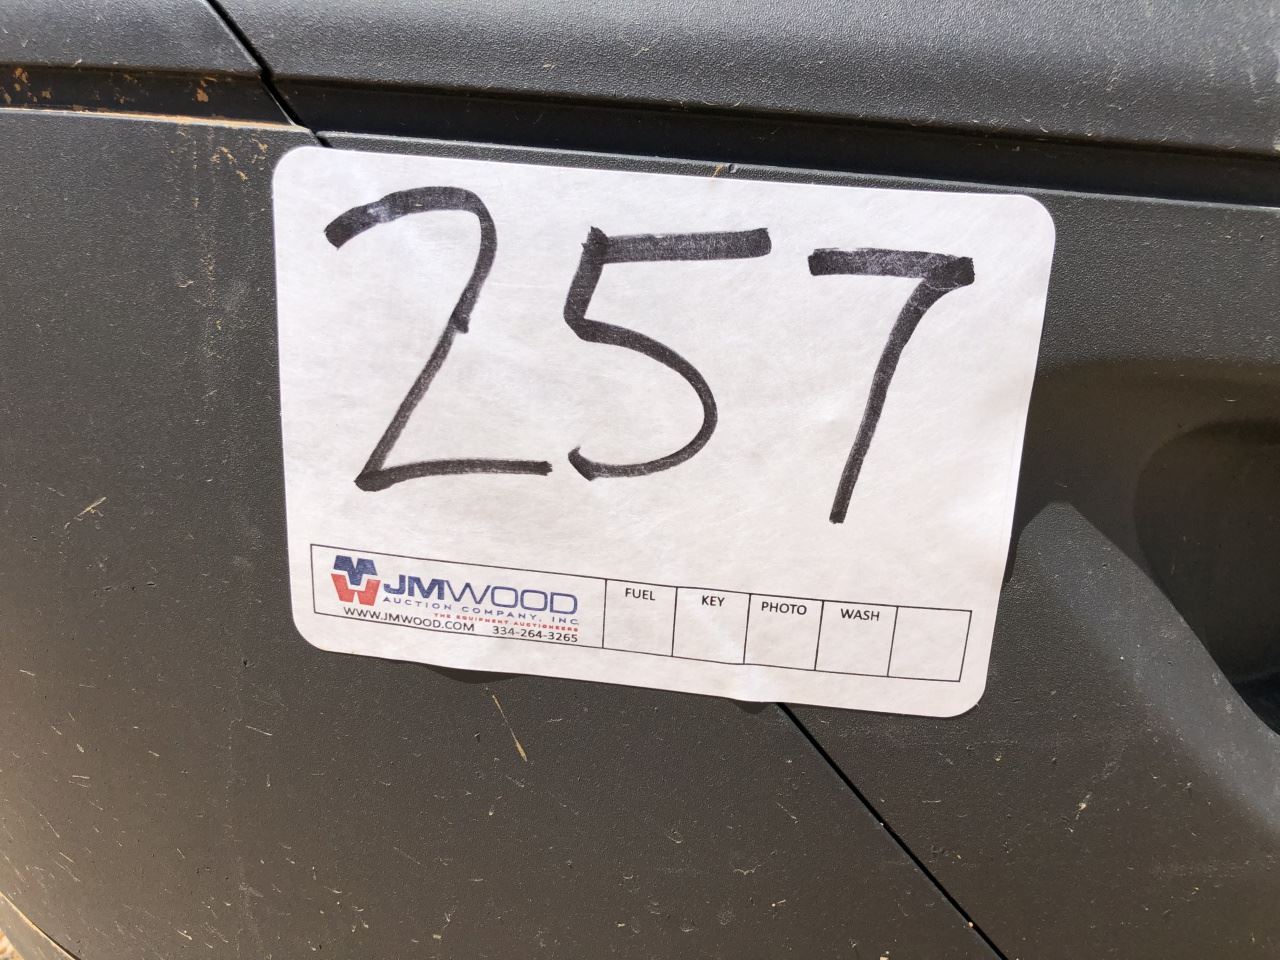 257
JMWOOD
AUCTION COMPANY, INC
THE EQUIPMENT AUCTIONEERS
WWW.JMWOOD.COM 334-264-3265
FUEL KEY PHOTO WASH